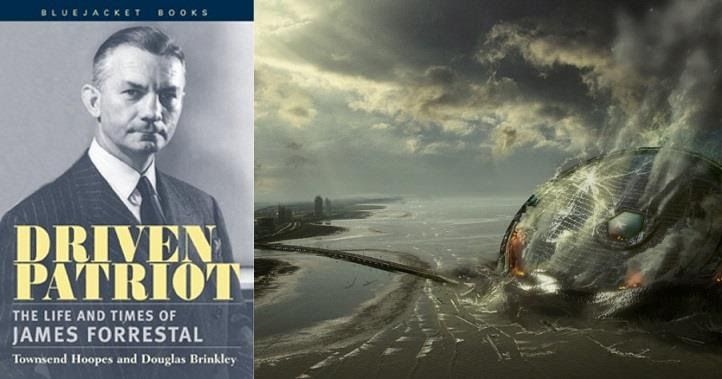 BLUEJACKET BOOKS
DRIVEN
PATRIOT
THE LIFE AND TIMES OF
JAMES FORRESTAL
Townsend Hoopes and Douglas Brinkley